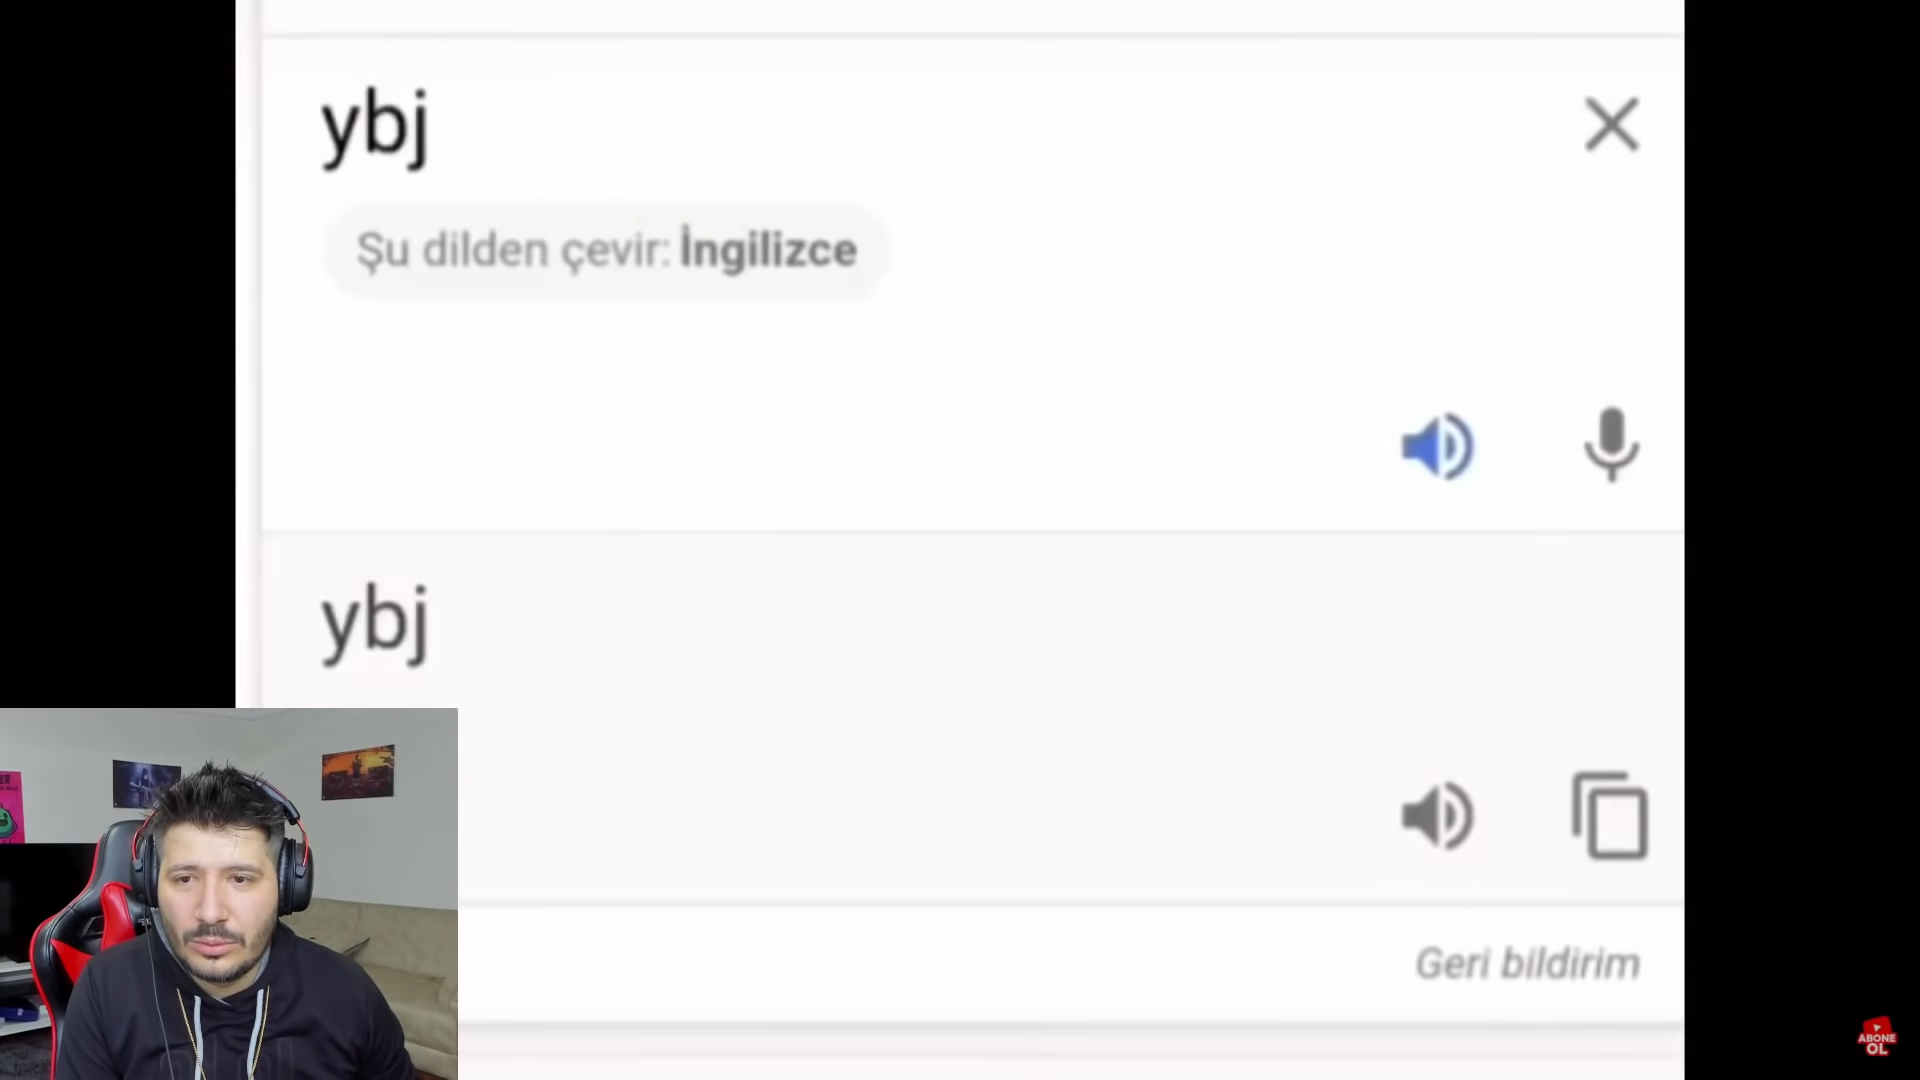 ybj
Şu dilden çevir: İngilizce
ybj
Geri bildirim
ABONE
OL